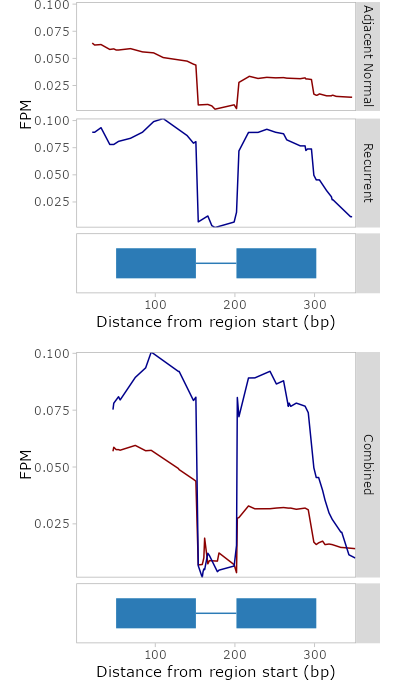 0.100
0.075
0.050
0.025
Adjacent Normal
FPM
0.100
0.075
0.050
0.025
Recurrent
100 200 300
Distance from region start (bp)
0.100
0.075
0.050
0.025
FPM
Combined
100 200 300
Distance from region start (bp)